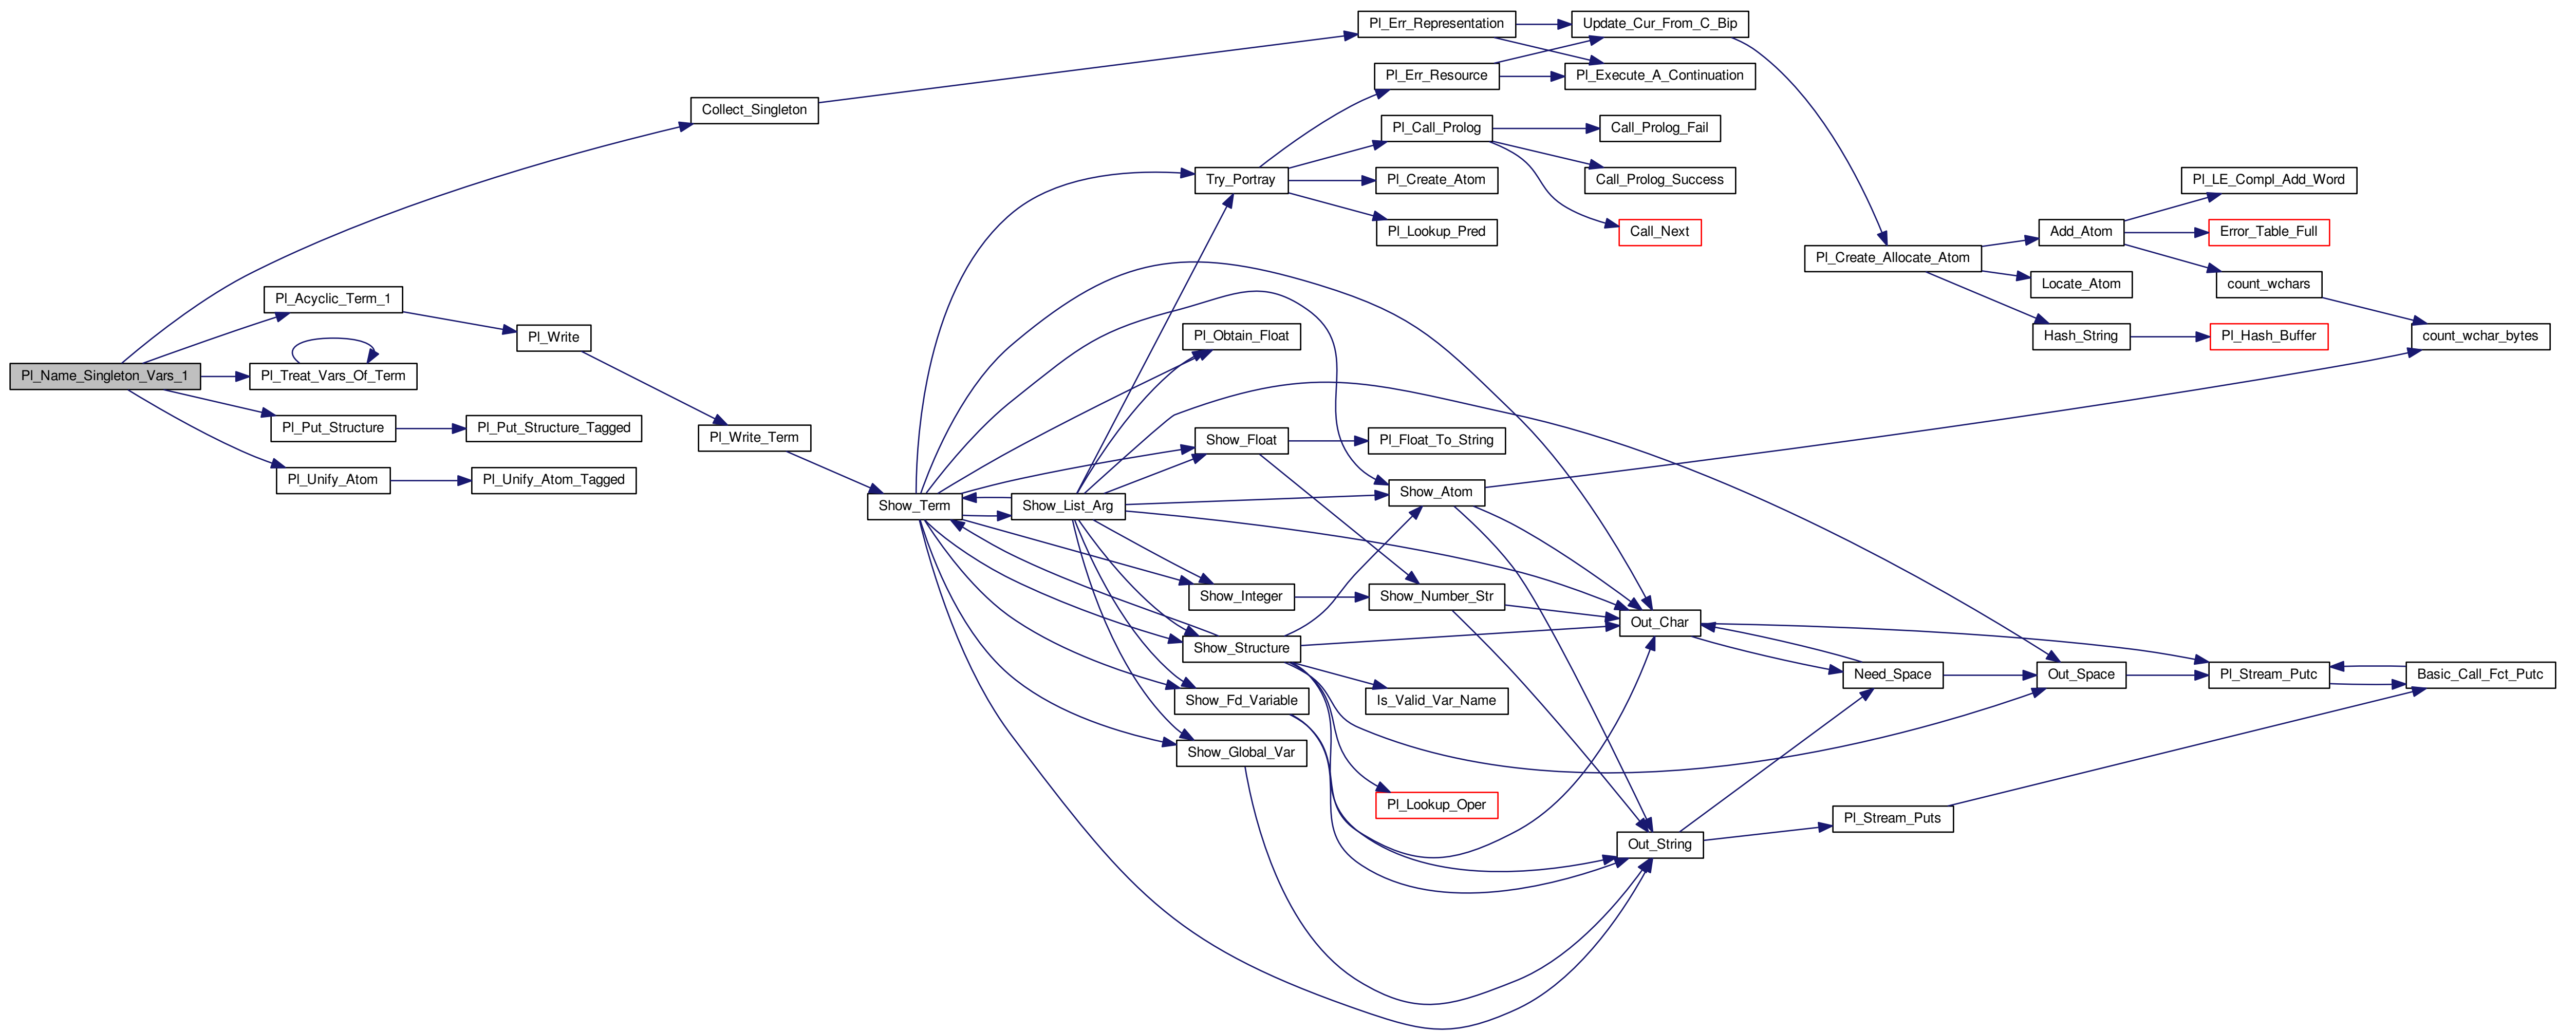 Pl_Err_Representation
Update_Cur_From_C_Bip
Pl_Err_Resource
Pl_Execute_A_Continuation
Collect_Singleton
Pl_Call_Prolog
Call_Prolog_Fail
Try_Portray
Pl_Create_Atom
Call_Prolog_Success
Pl_LE_Compl_Add_Word
Pl_Lookup_Pred
Call_Next
Add_Atom
Error_Table_Full
Pl_Create_Allocate_Atom
Locate_Atom
count_wchars
Pl_Acyclic_Term_1
Pl_Write
Pl_Obtain_Float
Hash_String
Pl_Hash_Buffer
count_wchar_bytes
Pl_Name_Singleton_Vars_1
Pl_Treat_Vars_Of_Term
Pl_Put_Structure
Pl_Put_Structure_Tagged
Pl_Write_Term
Show_Float
Pl_Float_To_String
Pl_Unify_Atom
Pl_Unify_Atom_Tagged
Show_Term
Show_List_Arg
Show_Atom
Show_Integer
Show_Number_Str
Out_Char
Show_Structure
Need_Space
Out_Space
Pl_Stream_Putc
Basic_Call_Fct_Putc
Show_Fd_Variable
Is_Valid_Var_Name
Show_Global_Var
Pl_Lookup_Oper
Pl_Stream_Puts
Out_String